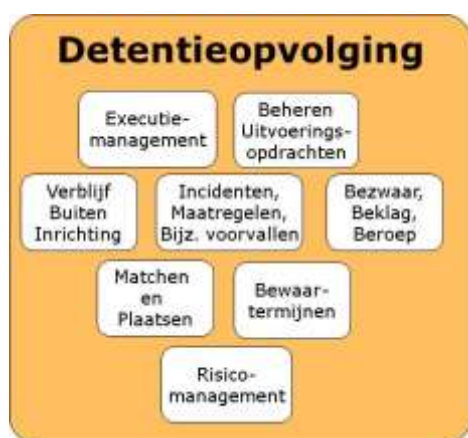 Detentieopvolging
Executie-
management
Beheren
Uitvoerings-
opdrachten
Verblijf
Buiten
Inrichting
Incidenten,
Maatregelen,
Bijz. voorvallen
Bezwaar,
Beklag,
Beroep
Matchen
en
Plaatsen
Bewaar-
termijnen
Risico-
management